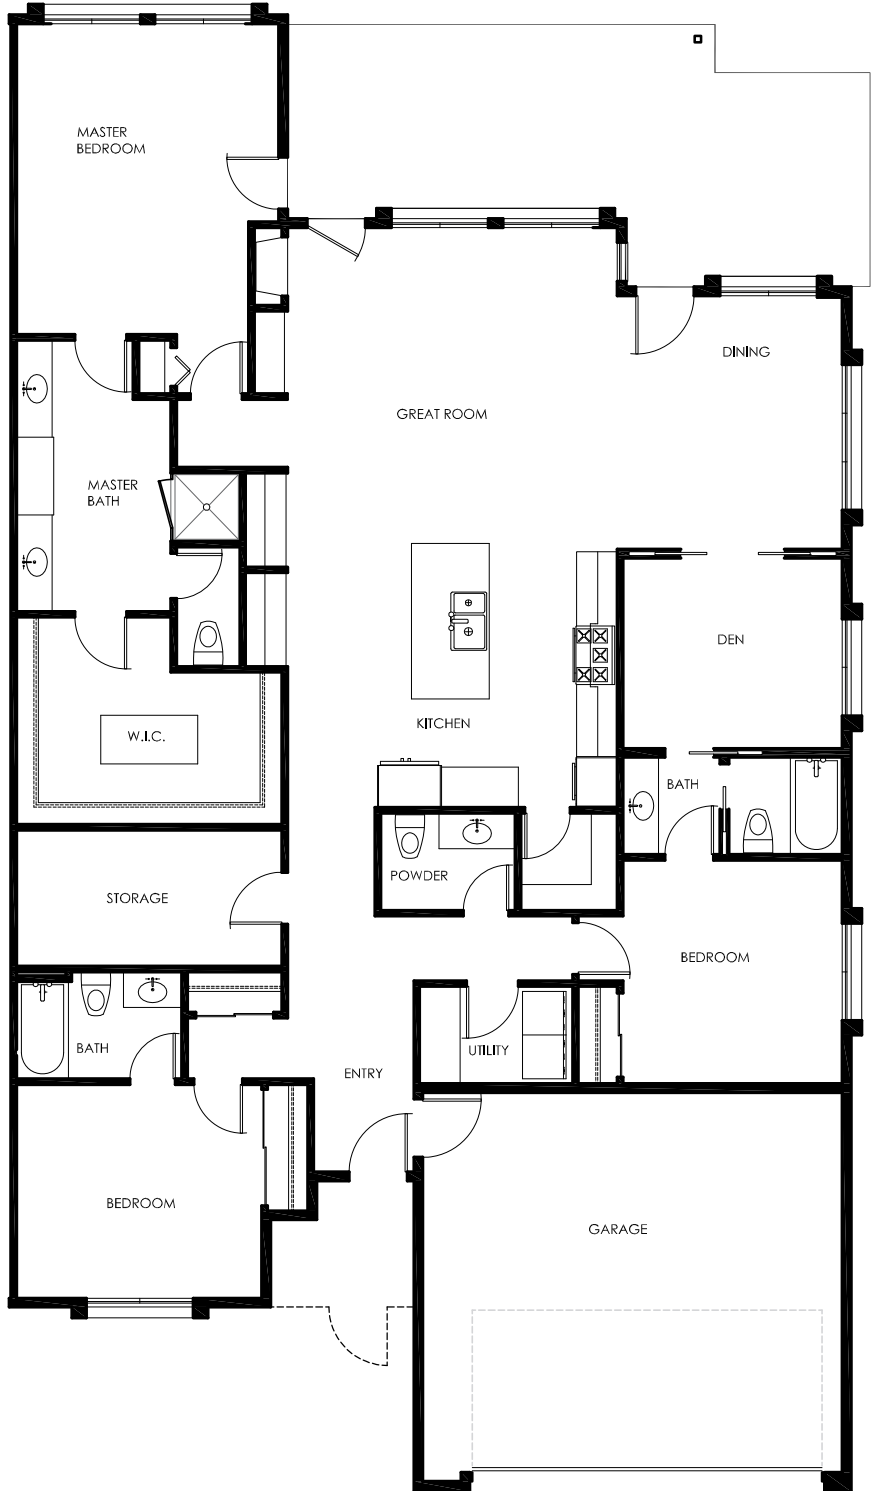 MASTER
BEDROOM
DINING
GREAT ROOM
MASTER
BATH
DEN
KITCHEN
W.I.C.
BATH
POWDER
STORAGE
BEDROOM
BATH
UTILITY
ENTRY
BEDROOM
GARAGE